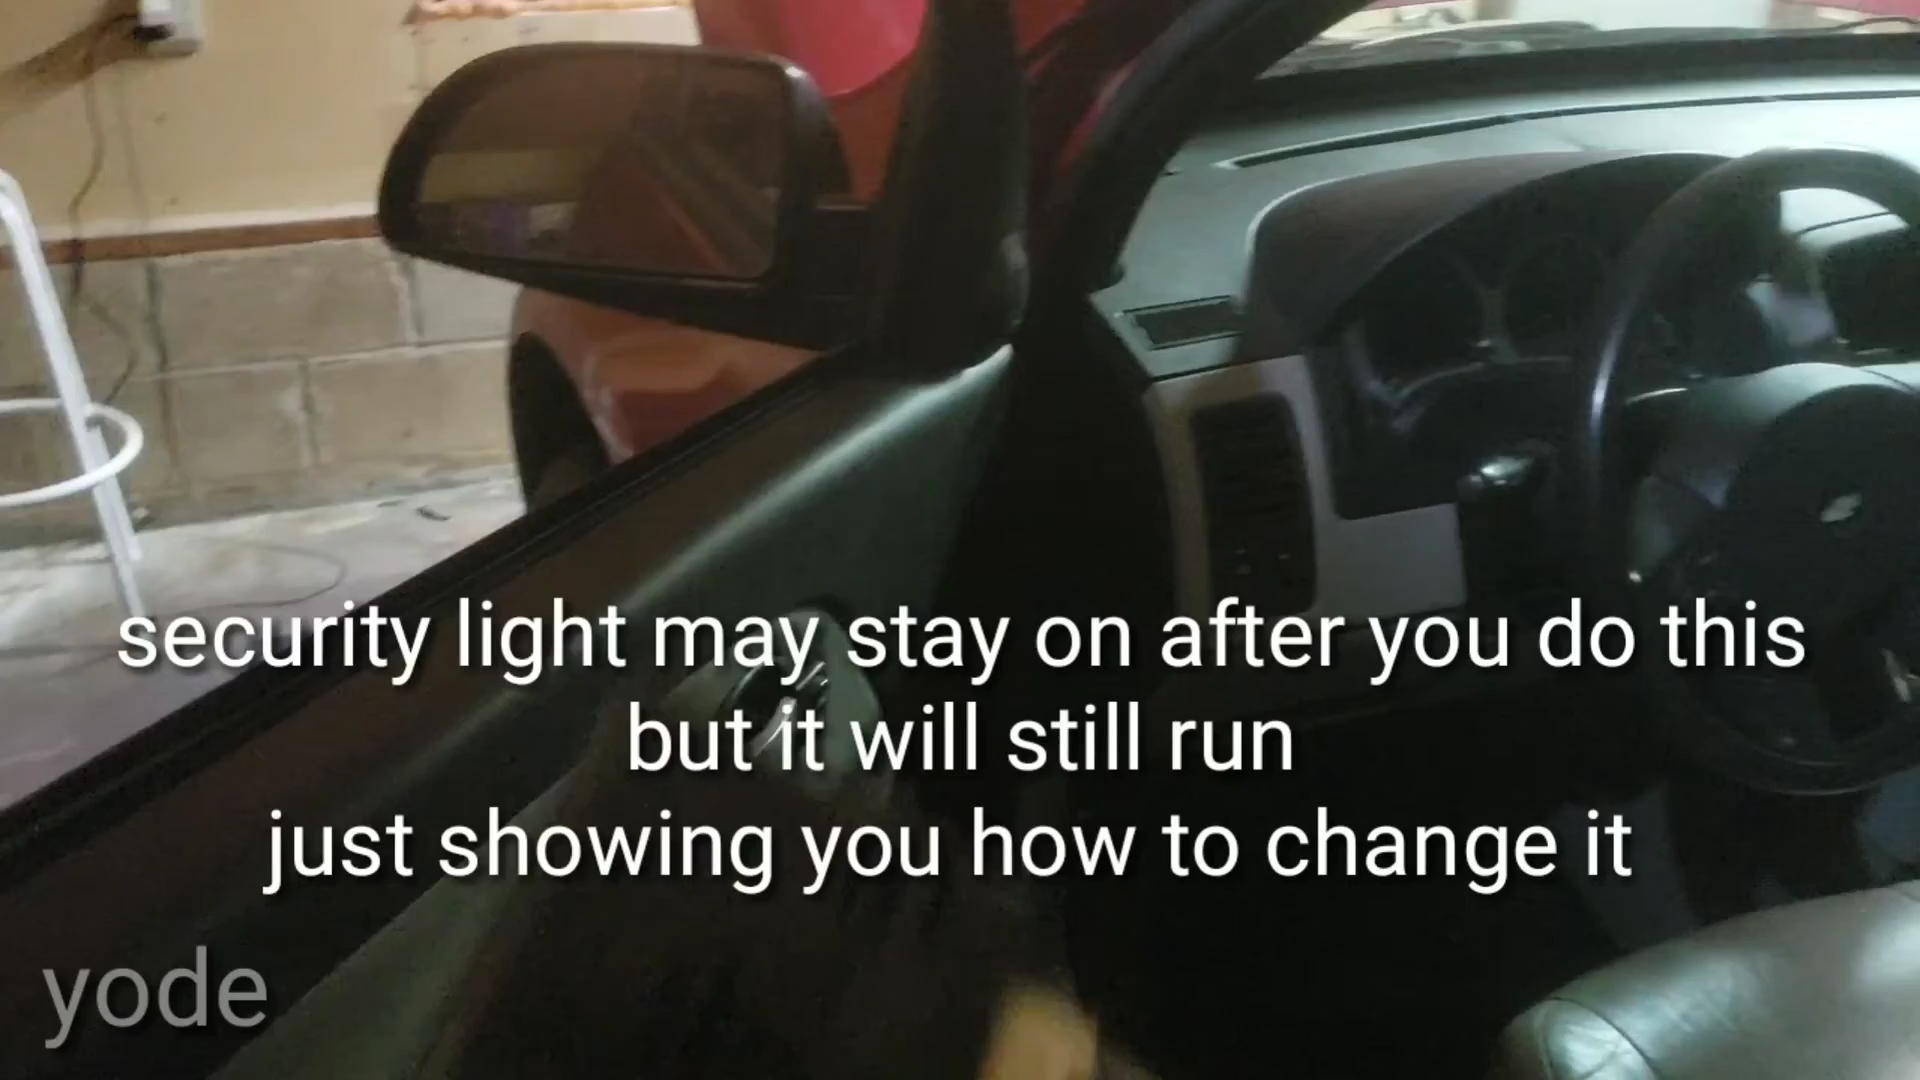 security light may stay on after you do this
but it will still run
just showing you how to change it
yode